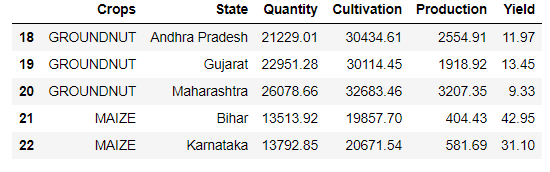 Crops State Quantity Cultivation Production Yield
18 GROUNDNUT Andhra Pradesh 21229.01 30434.61 2554.91 11.97
19 GROUNDNUT Gujarat 22951.28 30114.45 1918.92 13.45
20 GROUNDNUT Maharashtra 26078.66 32683.46 3207.35 9.33
21 MAIZE Bihar 13513.92 19857.70 404.43 42.95
22 MAIZE Karnataka 13792.85 20671.54 581.69 31.10